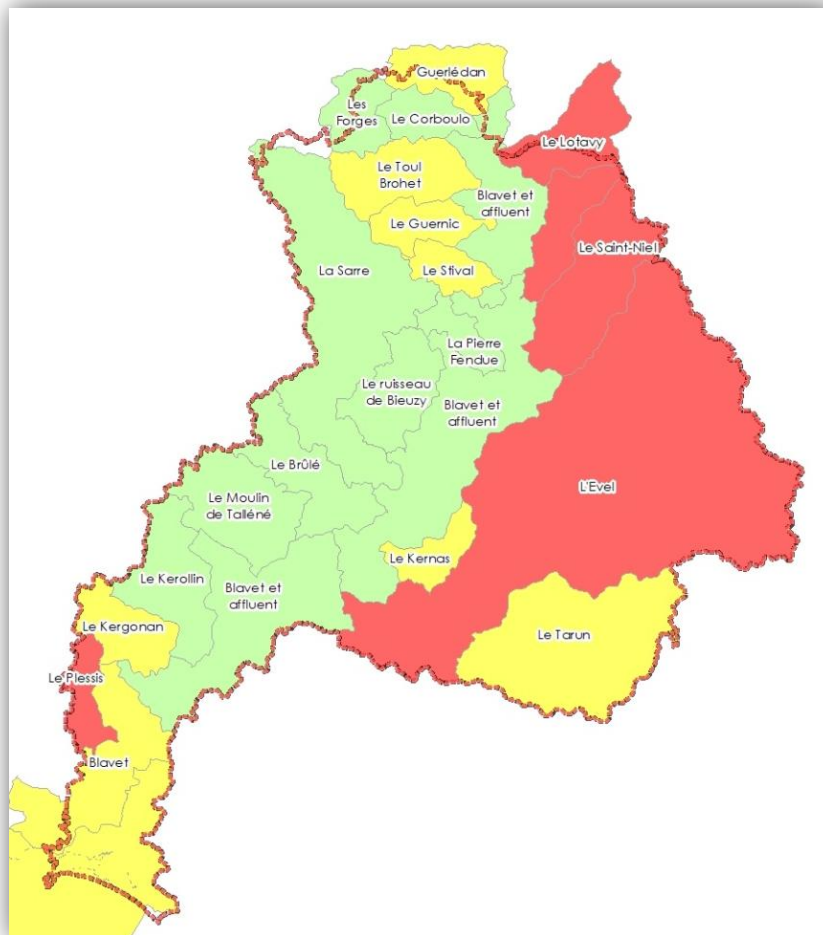 Guerlédan
Les
Forges
Le Corboulo
Le Lotavy
Le Toul
Brohet
Blavet et
affluent
Le Guernic
Le Saint-Niel
La Sarre
Le Stival
La Pierre
Fendue
Le ruisseau
de Bieuzy
Blavet et
affluent
Le Brûlé
L'Evel
Le Moulin
de Talléné
Le Kernas
Le Kerollin
Blavet et
affluent
Le Kergonan
Le Tarun
Le Plessis
Blavet